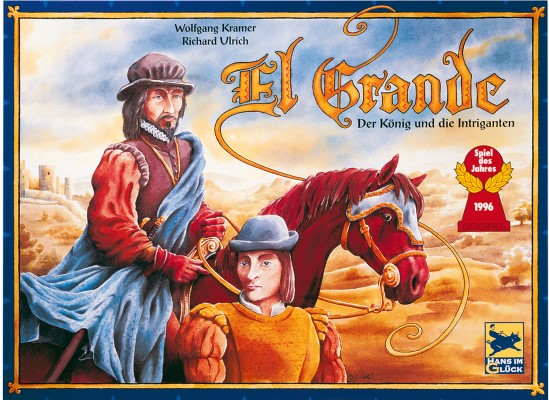 Wolfgang Kramer
Richard Ulrich
El Grande
Der König und die Intriganten
Spiel
des
Jahres
1996
HANS IM
GLÜCK